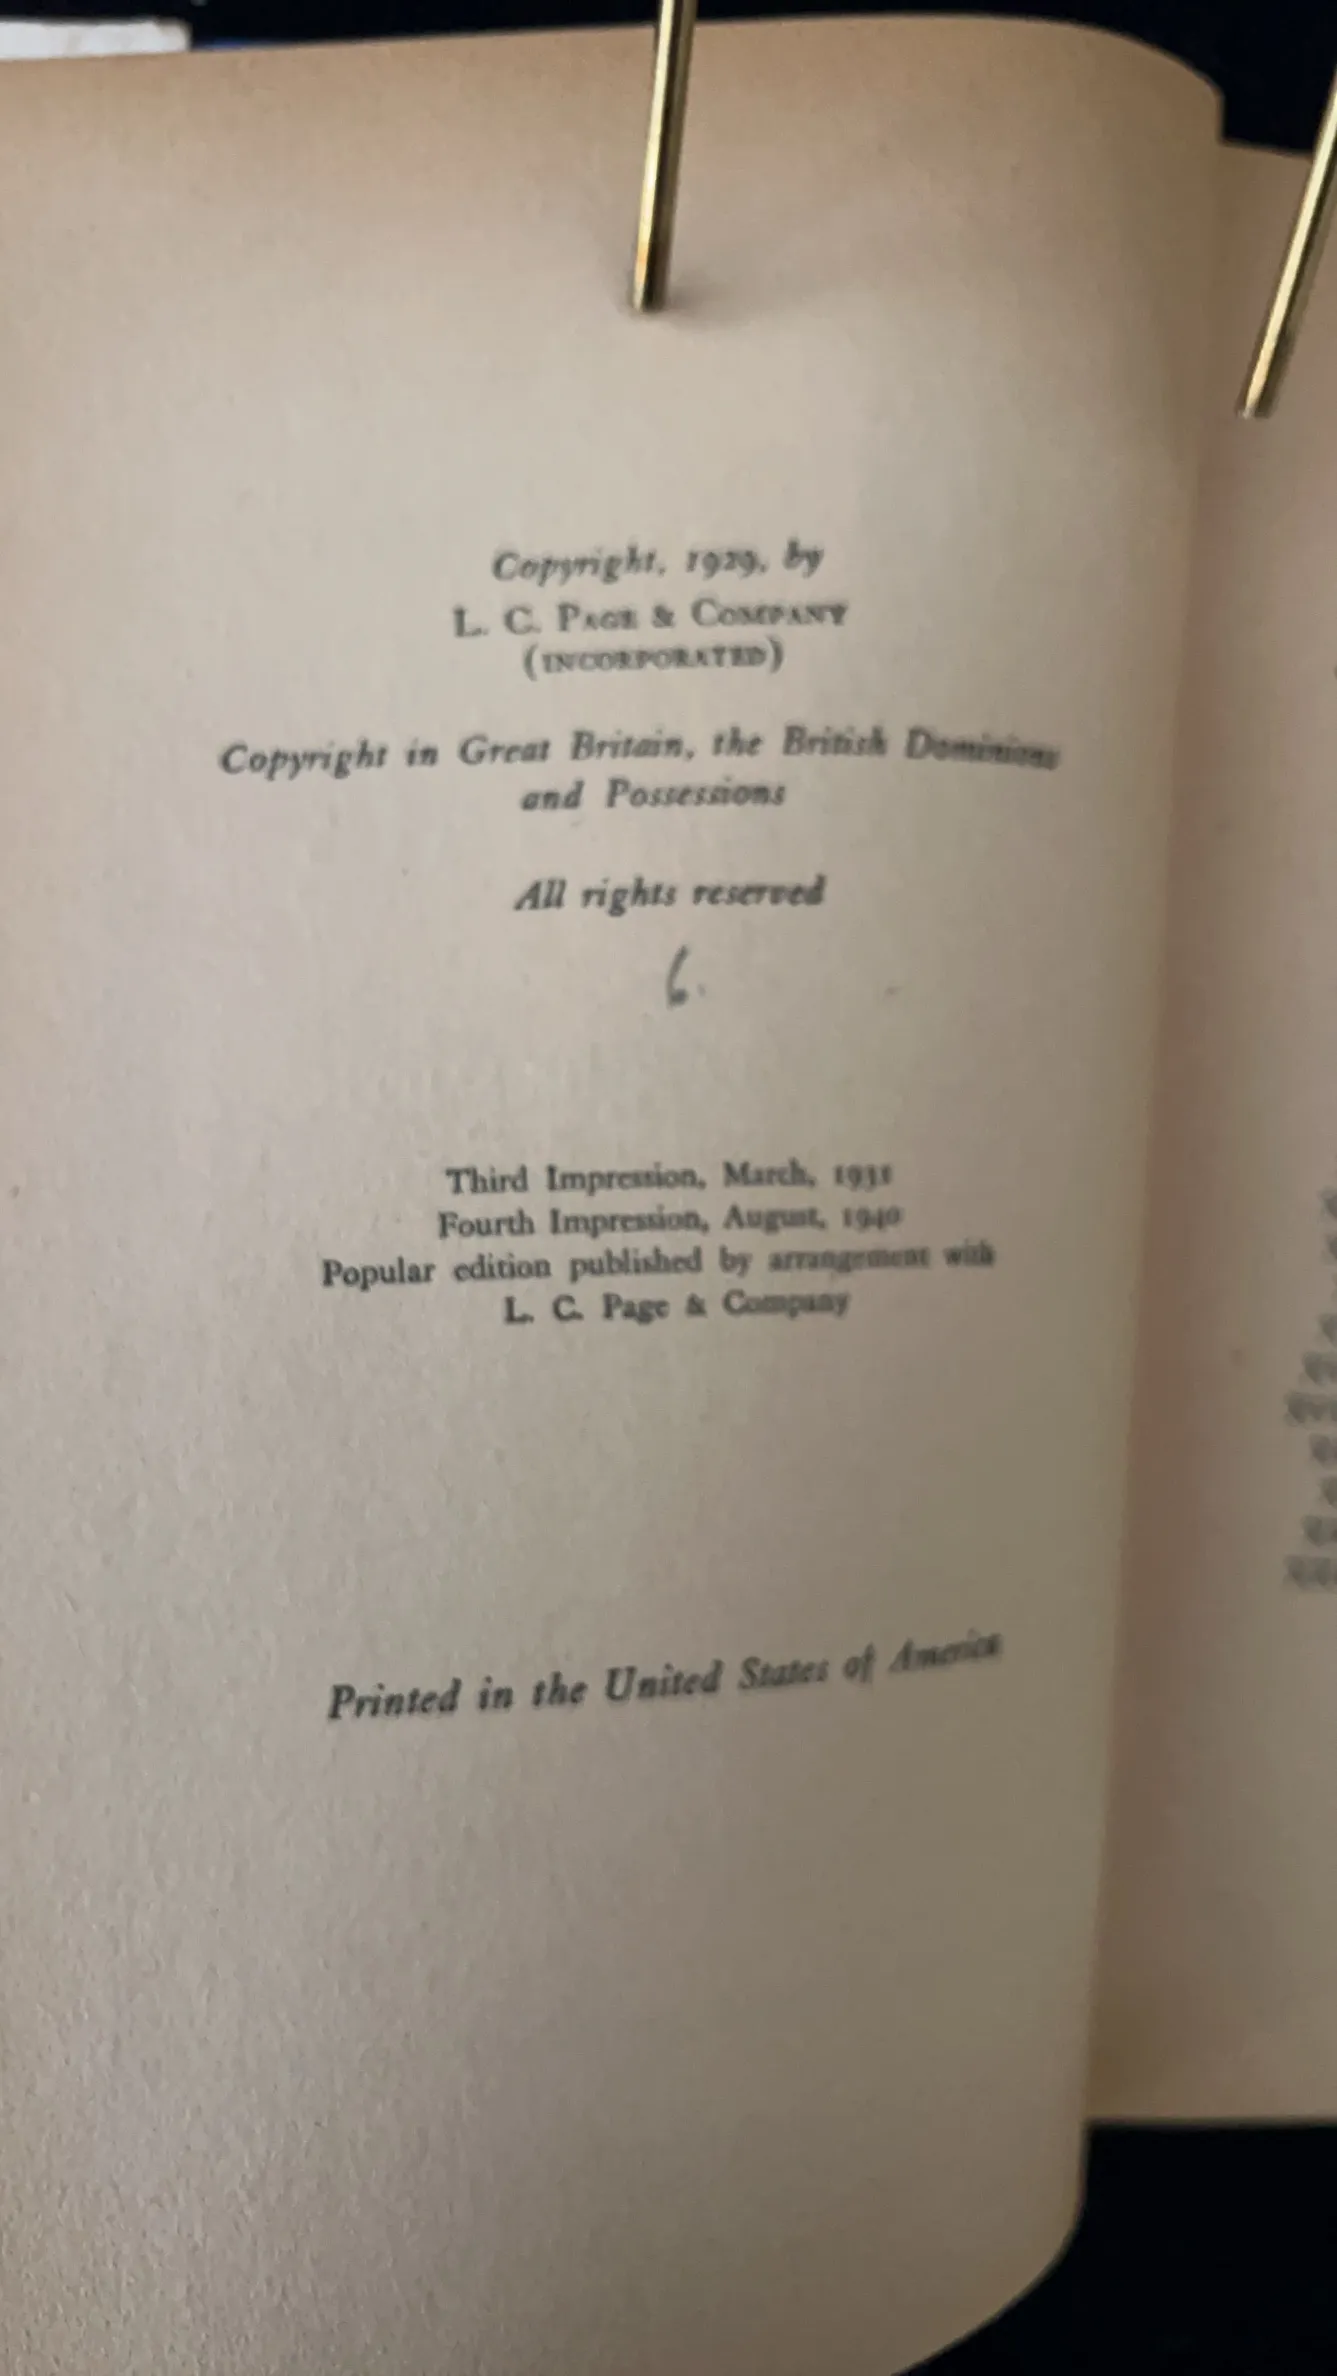 Copyright, 1929, by
L. C. PAGE & COMPANY
(INCORPORATED)
Copyright in Great Britain, the British Dominions
and Possessions
All rights reserved
6.
Third Impression, March, 1931
Fourth Impression, August, 1940
Popular edition published by arrangement with
L. C. Page & Company
Printed in the United States of America